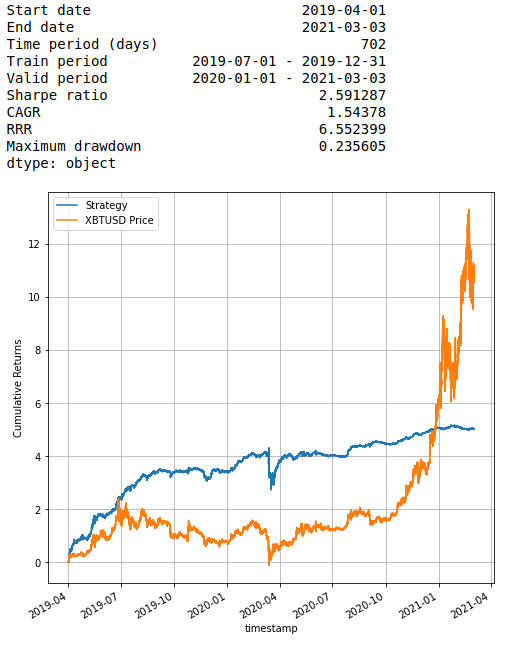 Start date 2019-04-01
End date 2021-03-03
Time period (days) 702
Train period 2019-07-01 - 2019-12-31
Valid period 2020-01-01 - 2021-03-03
Sharpe ratio 2.591287
CAGR 1.54378
RRR 6.552399
Maximum drawdown 0.235605
dtype: object
Strategy
XBTUSD Price
12
10
8
6
4
2
0
Cumulative Returns
2019-04
2019-07
2019-10
2020-01
2020-04
2020-07
2020-10
2021-01
2021-04
timestamp